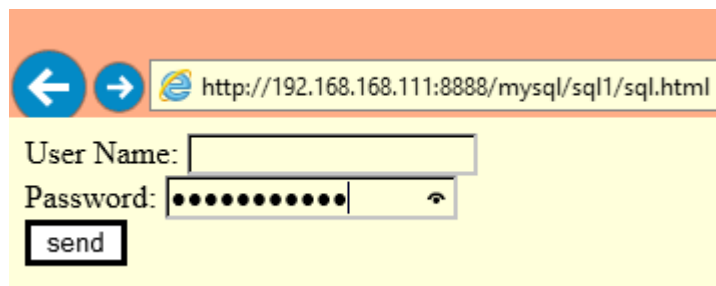 http://192.168.168.111:8888/mysql/sql1/sql.html
User Name:
Password: ●●●●●●●●●●●
send